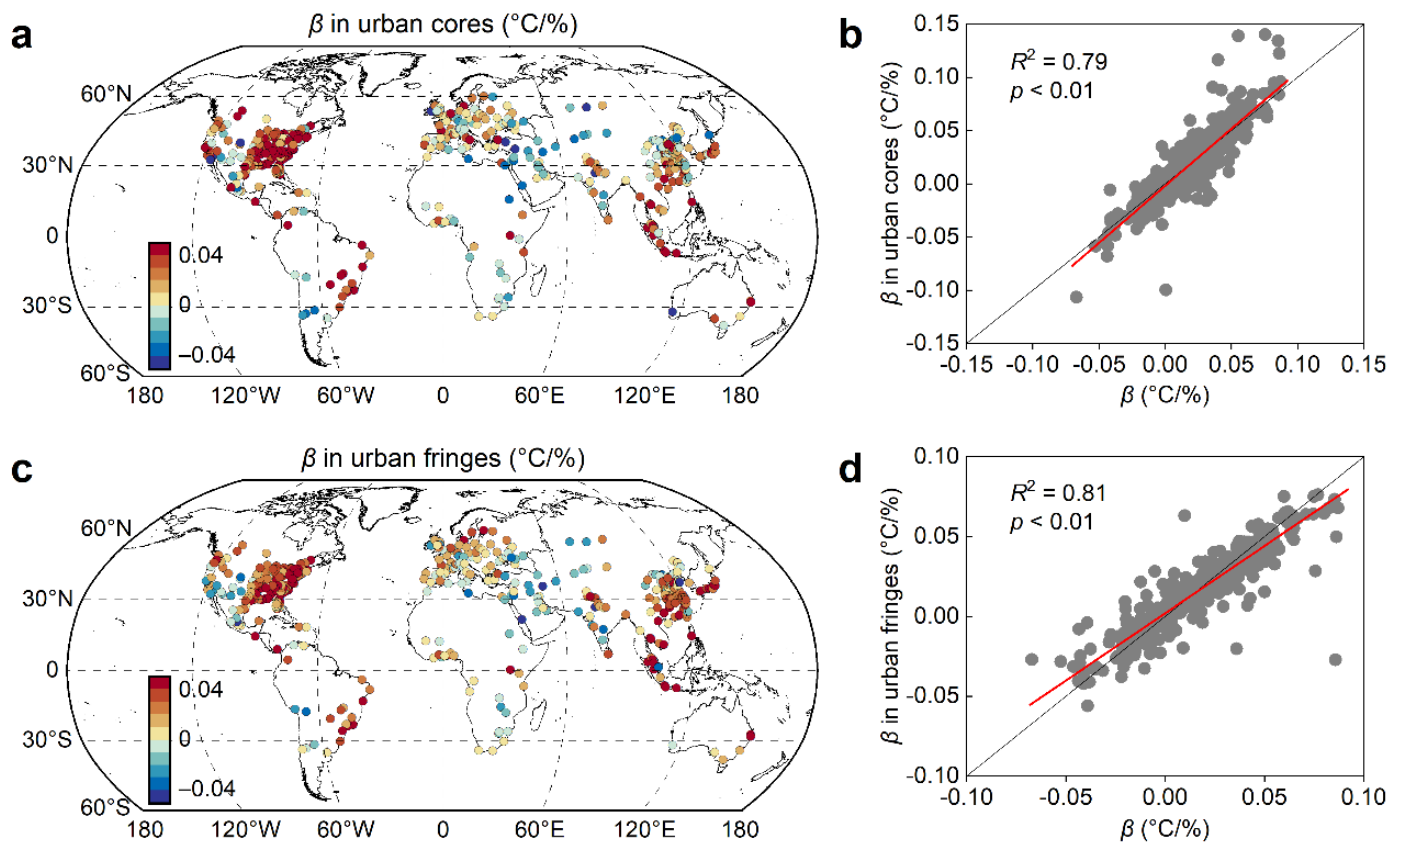 a
β in urban cores (°C/%)
60°N
30°N
0
30°S
60°S
0.04
0
–0.04
180
120°W
60°W
0
60°E
120°E
180
b
R² = 0.79
p < 0.01
β in urban cores (°C/%)
0.15
0.10
0.05
0.00
-0.05
-0.10
-0.15
-0.15
-0.10
-0.05
0.00
0.05
0.10
0.15
β (°C/%)
c
β in urban fringes (°C/%)
60°N
30°N
0
30°S
60°S
0.04
0
–0.04
180
120°W
60°W
0
60°E
120°E
180
d
R² = 0.81
p < 0.01
β in urban fringes (°C/%)
0.10
0.05
0.00
-0.05
-0.10
-0.10
-0.05
0.00
0.05
0.10
β (°C/%)